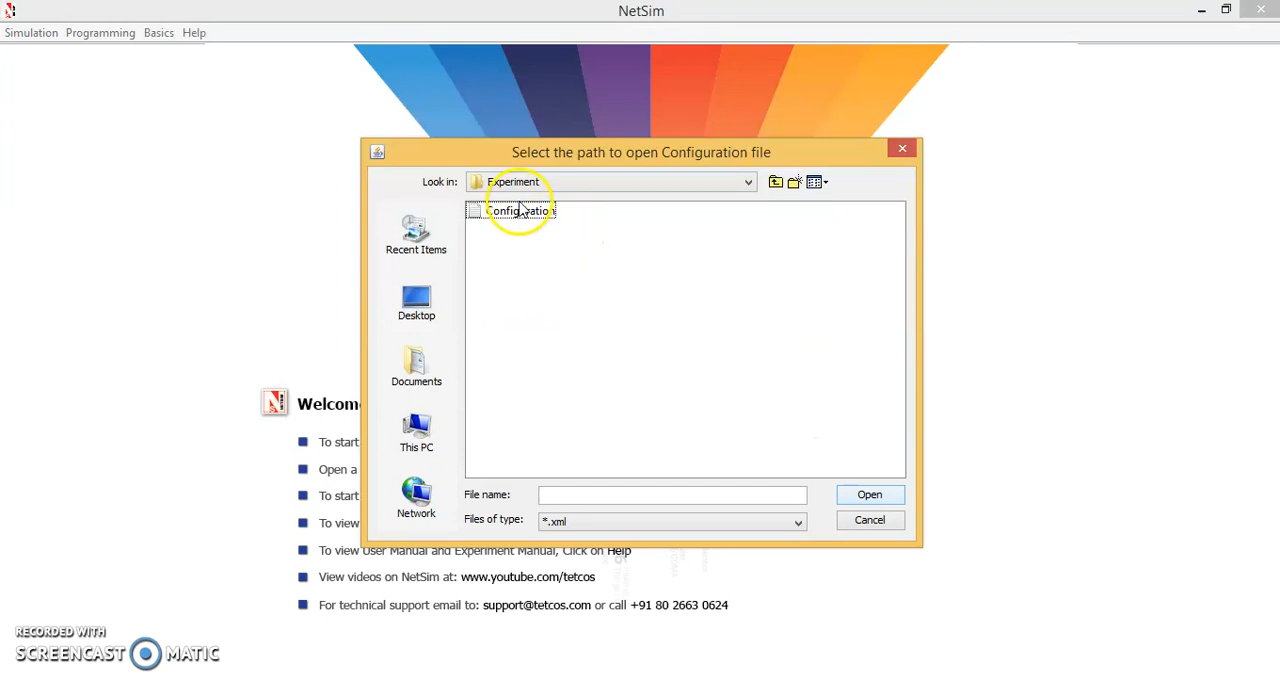 NetSim
Simulation Programming Basics Help
Select the path to open Configuration file
Look in: Experiment
Configuration
Recent Items
Desktop
Documents
This PC
Network
File name:
Open
Files of type: *.xml
Cancel
Welcome
To start
Open a
To start
To view
To view User Manual and Experiment Manual, Click on Help
View videos on NetSim at: www.youtube.com/tetcos
For technical support email to: support@tetcos.com or call +91 80 2663 0624
RECORDED WITH
SCREENCAST MATIC